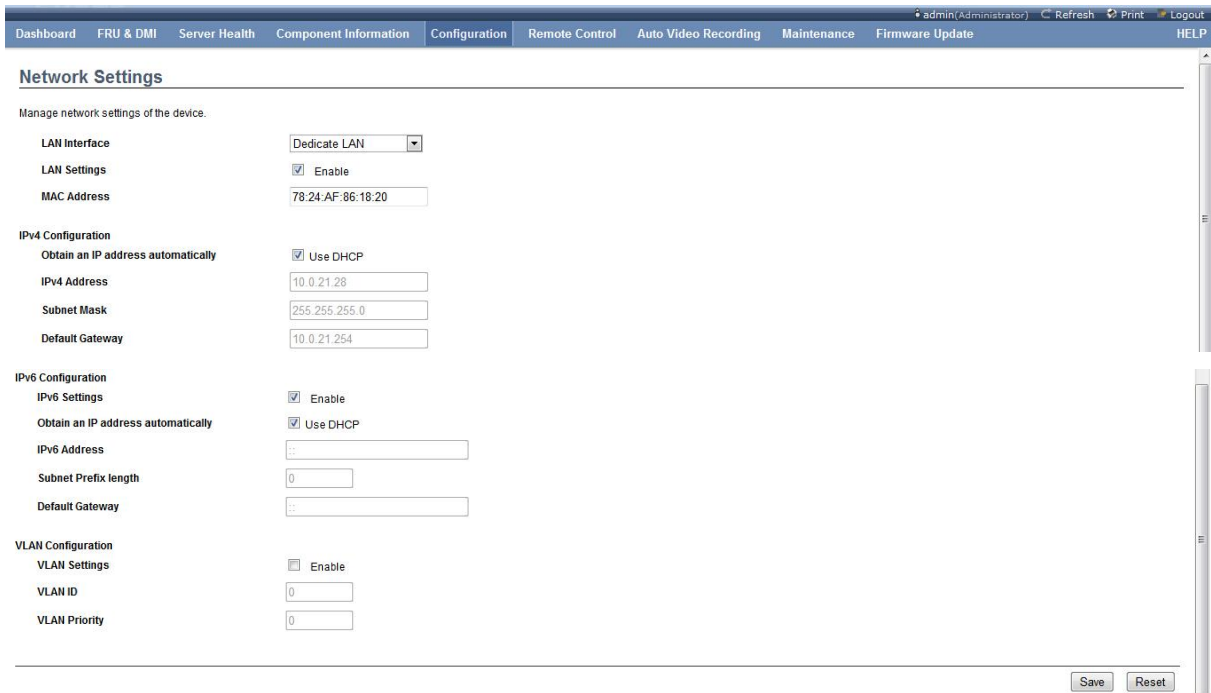 admin(Administrator) Refresh Print Logout
Dashboard FRU & DMI Server Health Component Information Configuration Remote Control Auto Video Recording Maintenance Firmware Update HELP
Network Settings
Manage network settings of the device.
LAN Interface Dedicate LAN
LAN Settings Enable
MAC Address 78:24:AF:86:18:20
IPv4 Configuration
Obtain an IP address automatically Use DHCP
IPv4 Address 10.0.21.28
Subnet Mask 255.255.255.0
Default Gateway 10.0.21.254
IPv6 Configuration
IPv6 Settings Enable
Obtain an IP address automatically Use DHCP
IPv6 Address ::
Subnet Prefix length 0
Default Gateway ::
VLAN Configuration
VLAN Settings Enable
VLAN ID 0
VLAN Priority 0
Save Reset